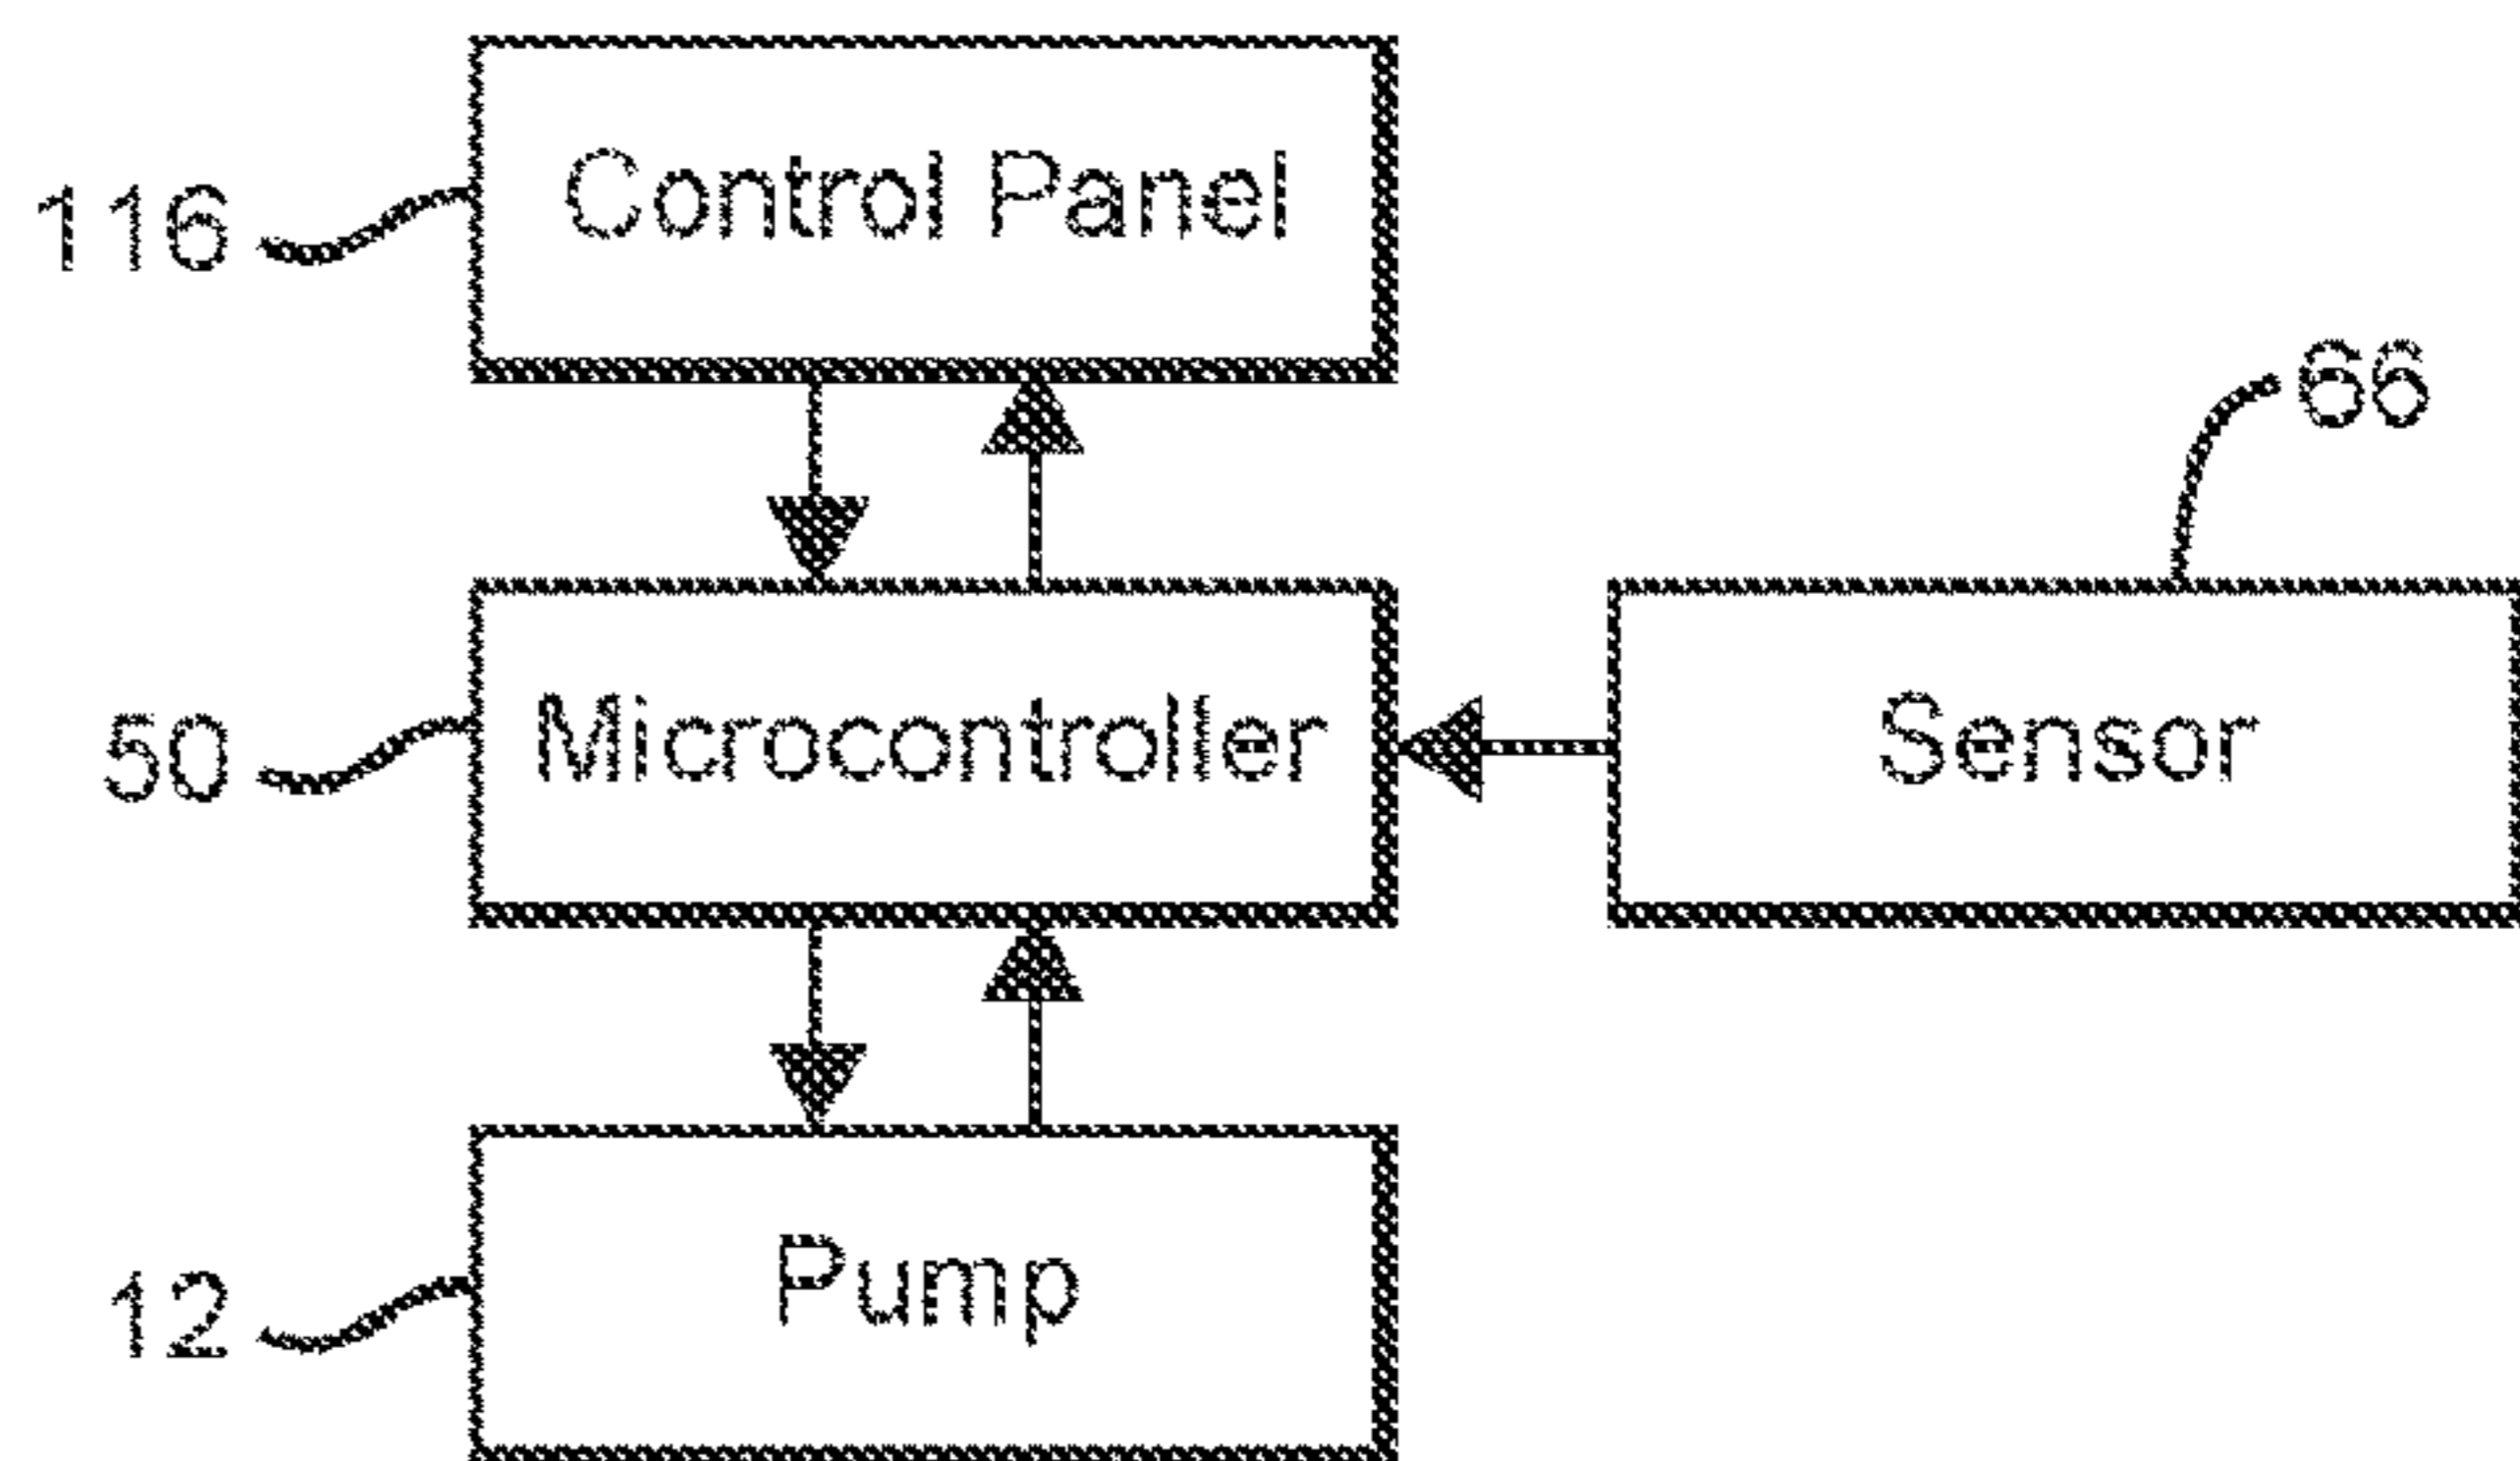 116
Control Panel
66
50
Microcontroller
Sensor
12
Pump